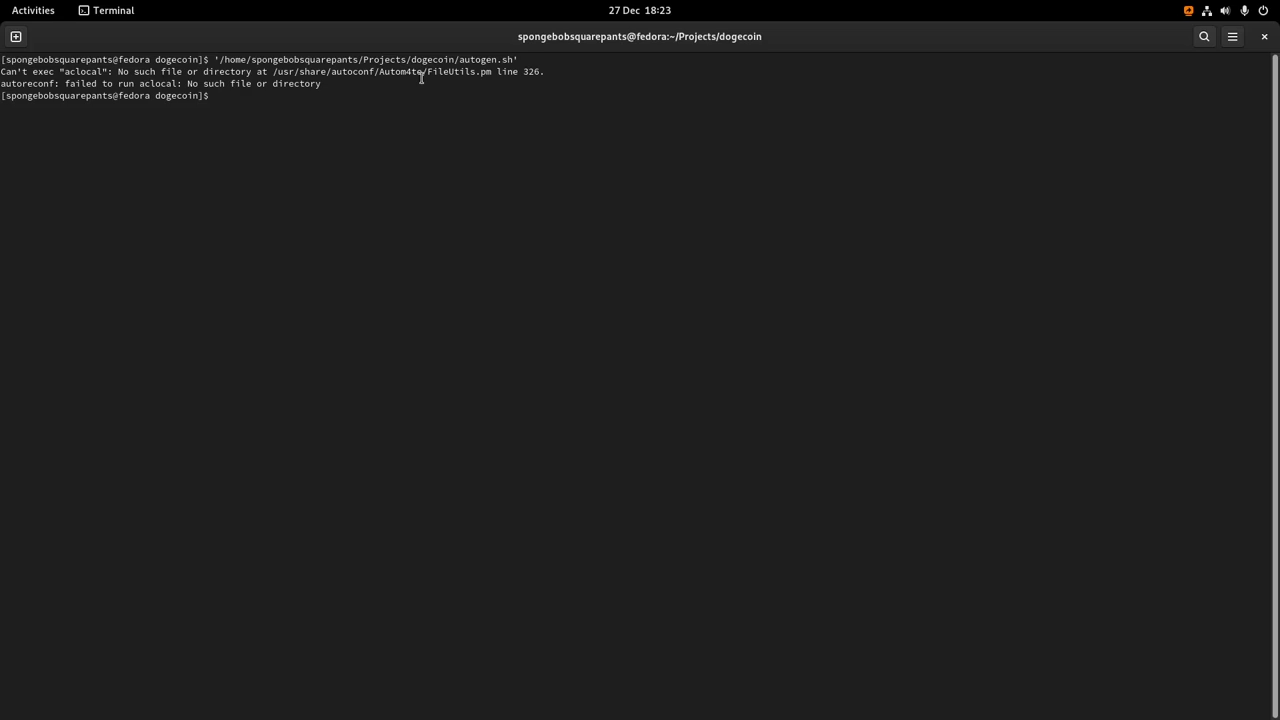 Activities
Terminal
27 Dec 18:23
spongebobsquarepants@fedora:~/Projects/dogecoin
[spongebobsquarepants@fedora dogecoin]$ '/home/spongebobsquarepants/Projects/dogecoin/autogen.sh'
Can't exec "aclocal": No such file or directory at /usr/share/autoconf/Autom4te/FileUtils.pm line 326.
autoreconf: failed to run aclocal: No such file or directory
[spongebobsquarepants@fedora dogecoin]$